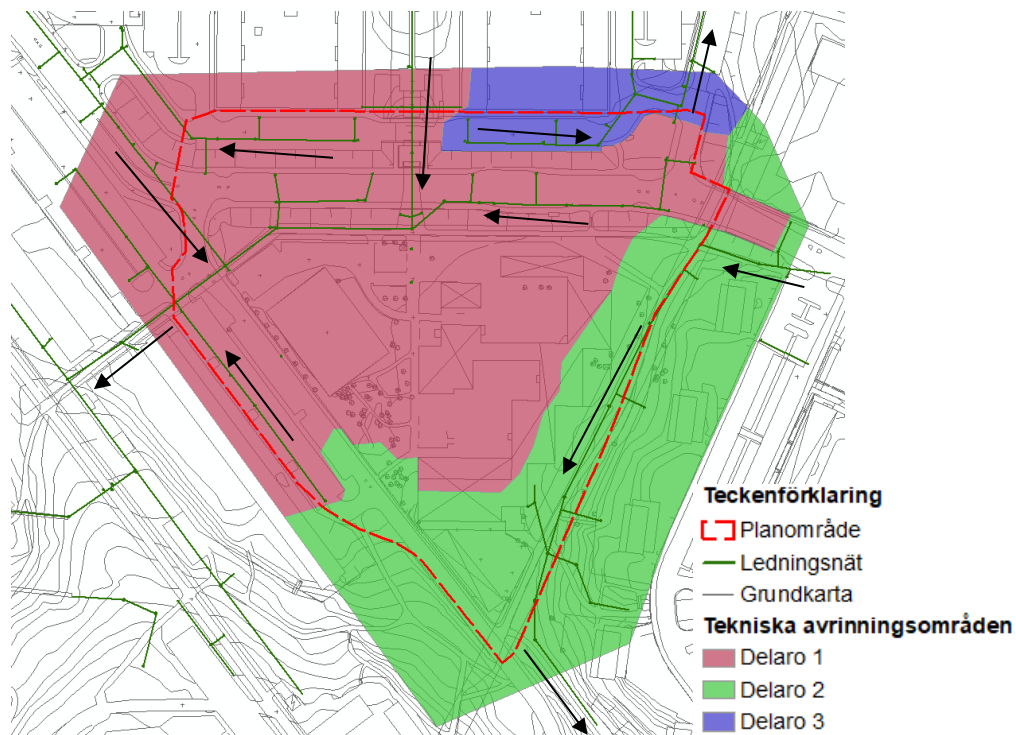 Teckenförklaring
Planområde
Ledningsnät
Grundkarta
Tekniska avrinningsområden
Delaro 1
Delaro 2
Delaro 3